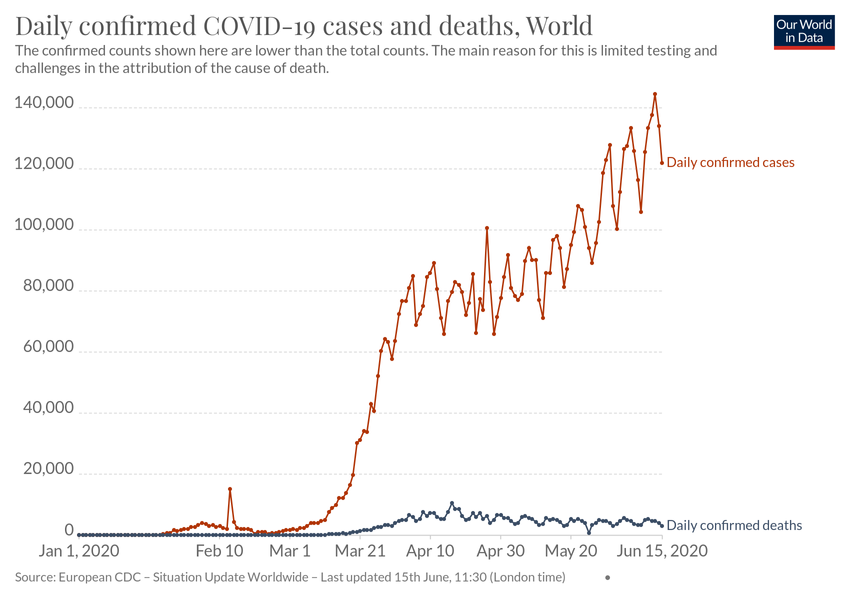 Daily confirmed COVID-19 cases and deaths, World
Our World
in Data
The confirmed counts shown here are lower than the total counts. The main reason for this is limited testing and
challenges in the attribution of the cause of death.
140,000
120,000
Daily confirmed cases
100,000
80,000
60,000
40,000
20,000
Daily confirmed deaths
0
Jan 1, 2020 Feb 10 Mar 1 Mar 21 Apr 10 Apr 30 May 20 Jun 15, 2020
Source: European CDC – Situation Update Worldwide – Last updated 15th June, 11:30 (London time)